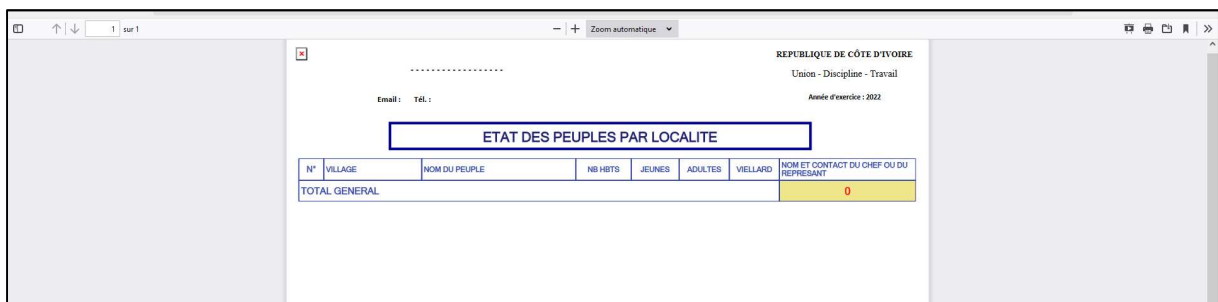 1 sur 1
Zoom automatique
REPUBLIQUE DE CÔTE D'IVOIRE
------------------
Union - Discipline - Travail
Email : Tél. :
Année d'exercice : 2022
ETAT DES PEUPLES PAR LOCALITE
N° VILLAGE NOM DU PEUPLE NB HBTS JEUNES ADULTES VIELLARD NOM ET CONTACT DU CHEF OU DU
REPRESANT
TOTAL GENERAL 0